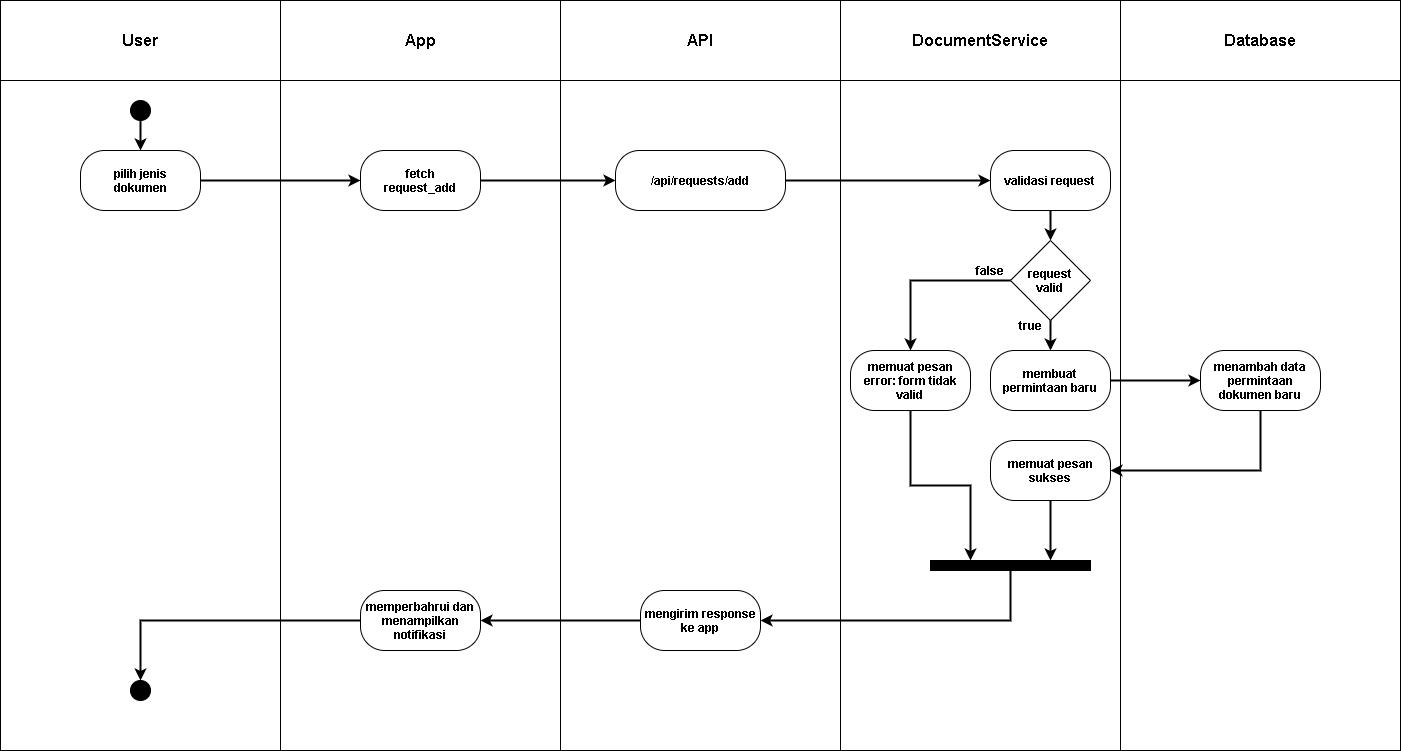 User
App
API
DocumentService
Database
pilih jenis
dokumen
fetch
request_add
/api/requests/add
validasi request
request
valid
false
true
memuat pesan
error: form tidak
valid
membuat
permintaan baru
menambah data
permintaan
dokumen baru
memuat pesan
sukses
mengirim response
ke app
memperbahrui dan
menampilkan
notifikasi